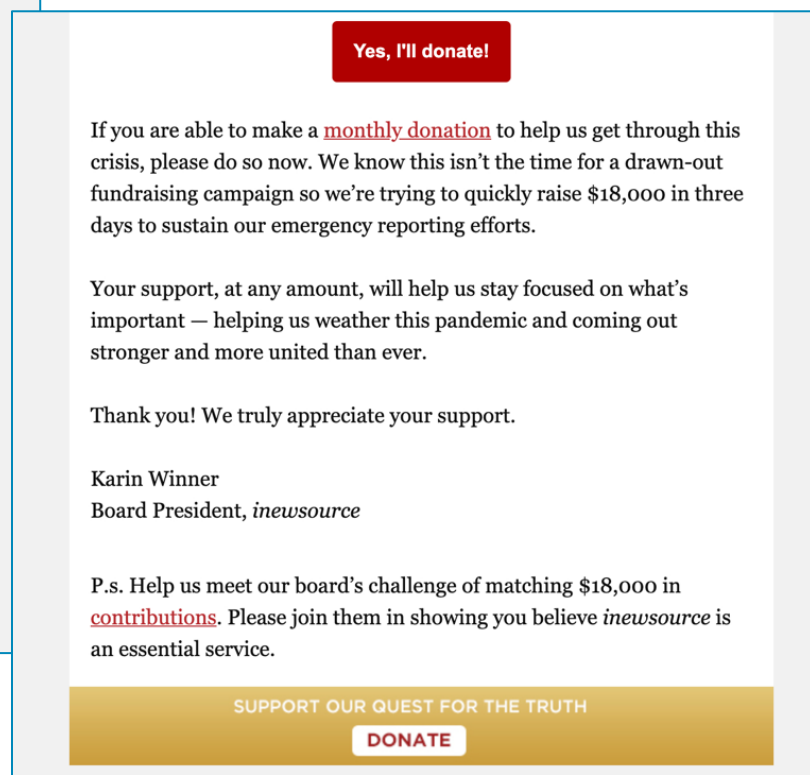 Yes, I'll donate!
If you are able to make a monthly donation to help us get through this
crisis, please do so now. We know this isn’t the time for a drawn-out
fundraising campaign so we’re trying to quickly raise $18,000 in three
days to sustain our emergency reporting efforts.
Your support, at any amount, will help us stay focused on what’s
important — helping us weather this pandemic and coming out
stronger and more united than ever.
Thank you! We truly appreciate your support.
Karin Winner
Board President, inewsource
P.s. Help us meet our board’s challenge of matching $18,000 in
contributions. Please join them in showing you believe inewsource is
an essential service.
SUPPORT OUR QUEST FOR THE TRUTH
DONATE